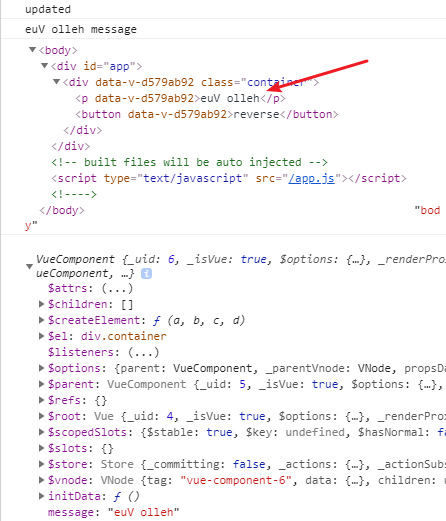 updated
euV olleh message
▼<body>
▼<div id="app">
▼<div data-v-d579ab92 class="container">
<p data-v-d579ab92>euV olleh</p>
<button data-v-d579ab92>reverse</button>
</div>
</div>
<!-- built files will be auto injected -->
<script type="text/javascript" src="/app.js"></script>
<!---->
</body> "bod
y"
VueComponent {_uid: 6, _isVue: true, $options: {…}, _renderProx
ueComponent, …} i
▶$attrs: (...)
▶$children: []
▶$createElement: ƒ (a, b, c, d)
▶$el: div.container
$listeners: (...)
▶$options: {parent: VueComponent, _parentVnode: VNode, propsDa
▶$parent: VueComponent {_uid: 5, _isVue: true, $options: {…},
▶$refs: {}
▶$root: Vue {_uid: 4, _isVue: true, $options: {…}, _renderProx
▶$scopedSlots: {$stable: true, $key: undefined, $hasNormal: fa
▶$slots: {}
▶$store: Store {_committing: false, _actions: {…}, _actionSubs
▶$vnode: VNode {tag: "vue-component-6", data: {…}, children: u
▶initData: ƒ ()
message: "euV olleh"